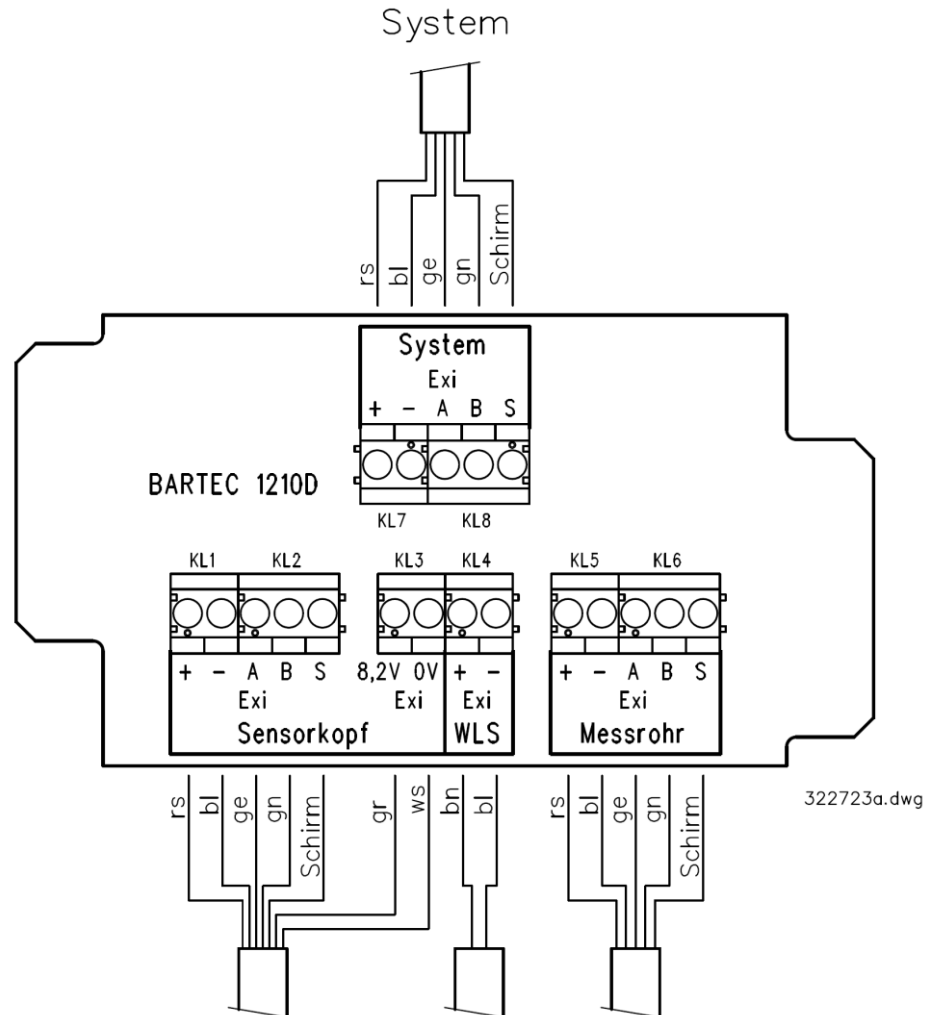 System
rs bl ge gn Schirm
System
Exi
+ - A B S
BARTEC 1210D
KL7 KL8
KL1 KL2 KL3 KL4 KL5 KL6
+ - A B S 8,2V 0V + - + - A B S
Exi Exi Exi Exi
Sensorkopf WLS Messrohr
rs bl ge gn Schirm gr ws bn bl rs bl ge gn Schirm
322723a.dwg